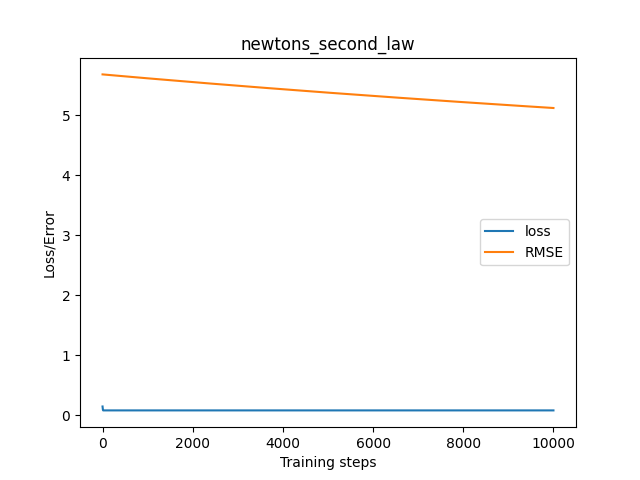 newtons_second_law
Loss/Error
5
4
3
2
1
0
loss
RMSE
0 2000 4000 6000 8000 10000
Training steps